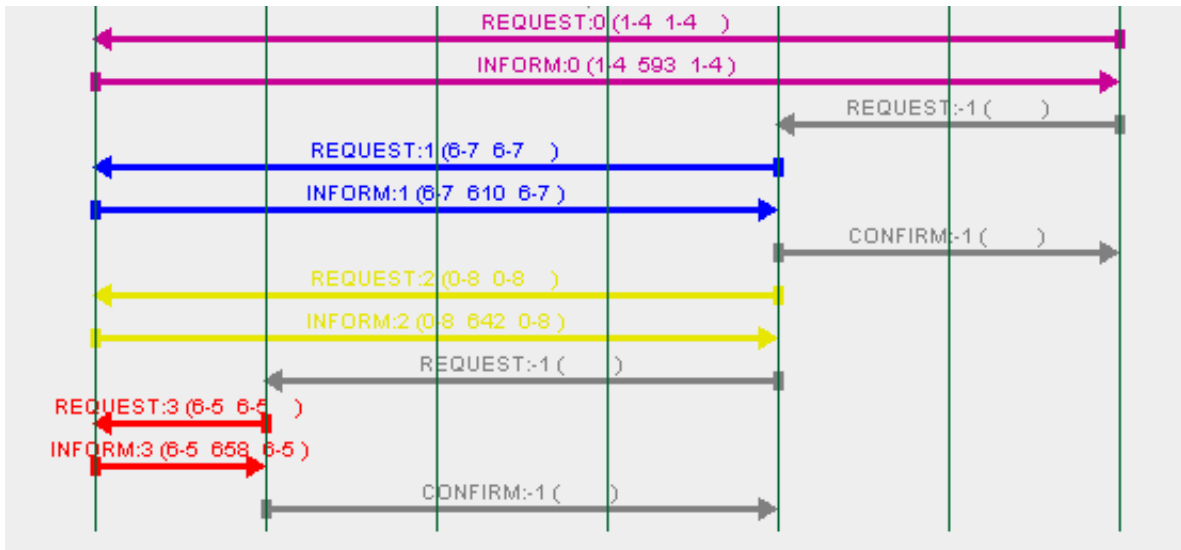 REQUEST:0 (1-4 1-4 )
INFORM:0 (1-4 593 1-4 )
REQUEST:-1 ( )
REQUEST:1 (6-7 6-7 )
INFORM:1 (6-7 610 6-7 )
CONFIRM:-1 ( )
REQUEST:2 (0-8 0-8 )
INFORM:2 (0-8 642 0-8 )
REQUEST:-1 ( )
REQUEST:3 (6-5 6-5 )
INFORM:3 (6-5 658 6-5 )
CONFIRM:-1 ( )